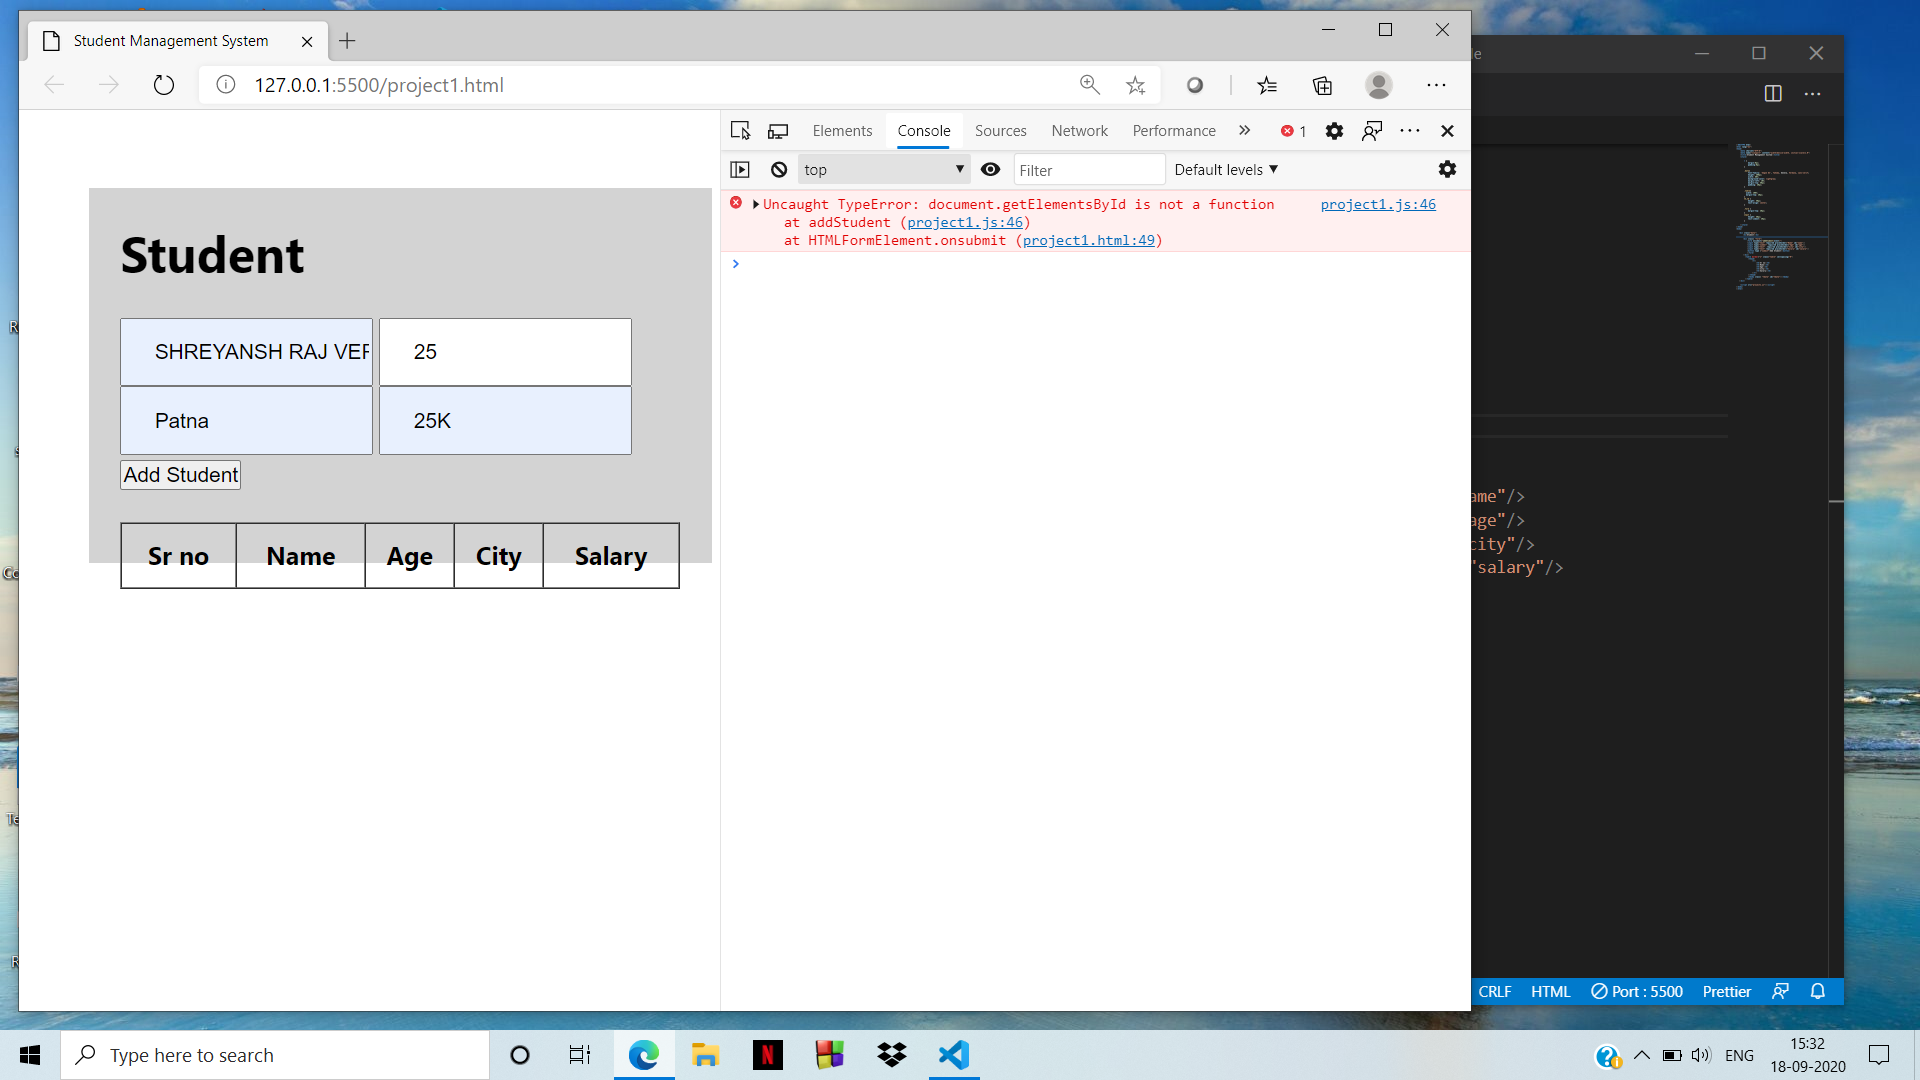 Student Management System
127.0.0.1:5500/project1.html
Elements Console Sources Network Performance 1
top Filter Default levels
Uncaught TypeError: document.getElementsById is not a function project1.js:46
at addStudent (project1.js:46)
at HTMLFormElement.onsubmit (project1.html:49)
Student
SHREYANSH RAJ VER 25
Patna 25K
Add Student
Sr no Name Age City Salary
ame"/>
age"/>
city"/>
"salary"/>
CRLF HTML Port : 5500 Prettier
Type here to search
ENG
15:32
18-09-2020